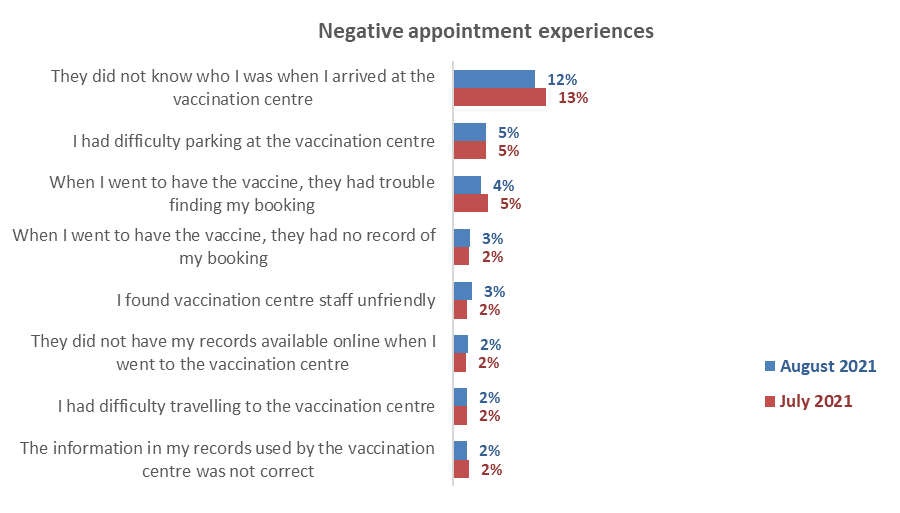 Negative appointment experiences
They did not know who I was when I arrived at the
vaccination centre
12%
13%
I had difficulty parking at the vaccination centre
5%
5%
When I went to have the vaccine, they had trouble
finding my booking
4%
5%
When I went to have the vaccine, they had no record of
my booking
3%
2%
I found vaccination centre staff unfriendly
3%
2%
They did not have my records available online when I
went to the vaccination centre
2%
2%
I had difficulty travelling to the vaccination centre
2%
2%
The information in my records used by the vaccination
centre was not correct
2%
2%
August 2021
July 2021